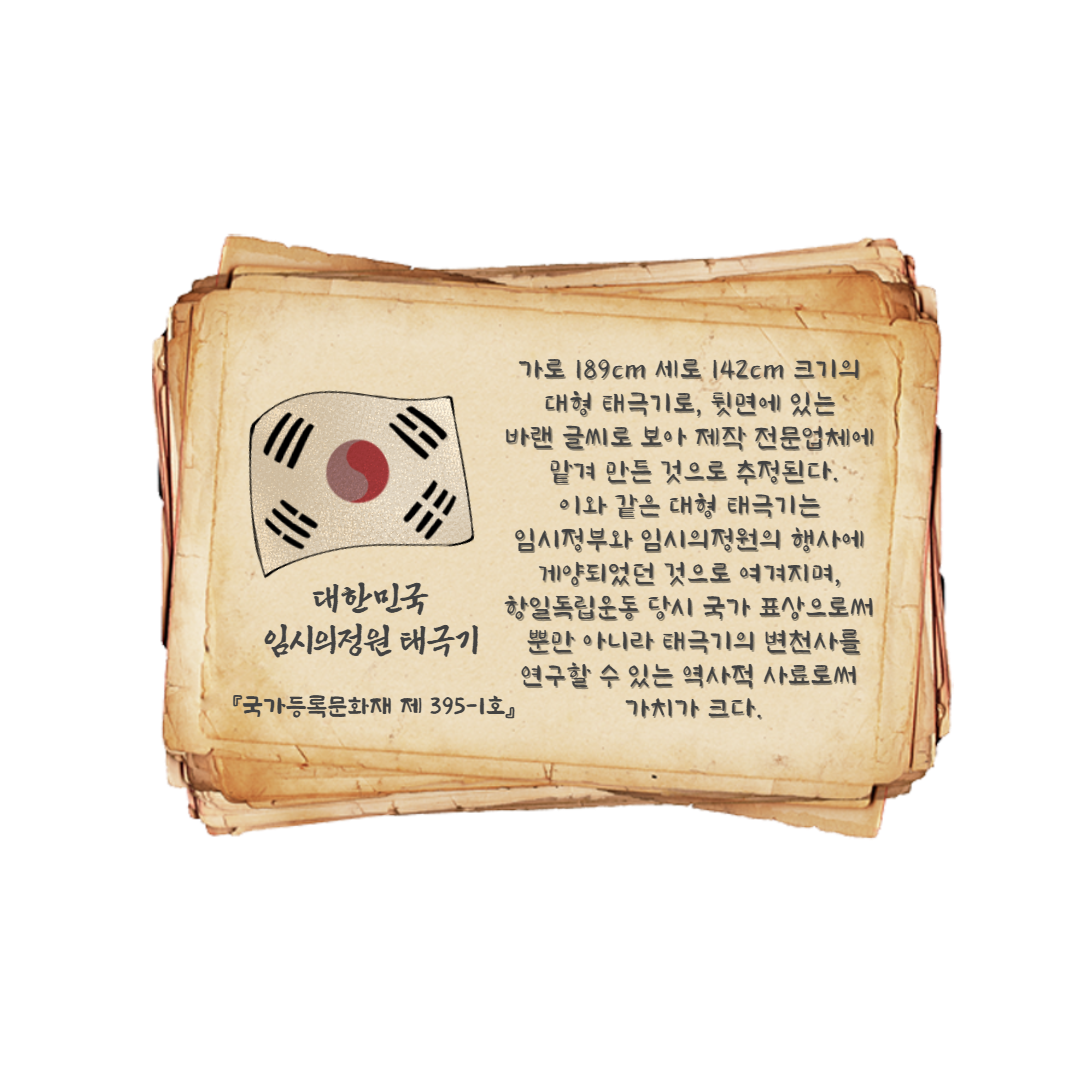 대한민국
임시의정원 태극기
『국가등록문화재 제 395-1호』
가로 189cm 세로 142cm 크기의
대형 태극기로, 뒷면에 있는
바랜 글씨로 보아 제작 전문업체에
맡겨 만든 것으로 추정된다.
이와 같은 대형 태극기는
임시정부와 임시의정원의 행사에
게양되었던 것으로 여겨지며,
항일독립운동 당시 국가 표상으로써
뿐만 아니라 태극기의 변천사를
연구할 수 있는 역사적 사료로써
가치가 크다.